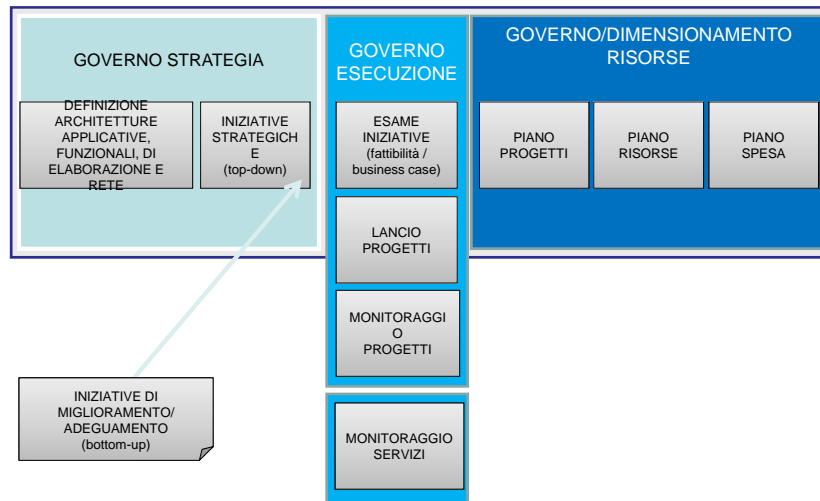 GOVERNO STRATEGIA
DEFINIZIONE
ARCHITETTURE
APPLICATIVE,
FUNZIONALI, DI
ELABORAZIONE E
RETE
INIZIATIVE
STRATEGICH
E
(top-down)
GOVERNO
ESECUZIONE
ESAME
INIZIATIVE
(fattibilità /
business case)
LANCIO
PROGETTI
MONITORAGGI
O
PROGETTI
MONITORAGGIO
SERVIZI
GOVERNO/DIMENSIONAMENTO
RISORSE
PIANO
PROGETTI
PIANO
RISORSE
PIANO
SPESA
INIZIATIVE DI
MIGLIORAMENTO/
ADEGUAMENTO
(bottom-up)